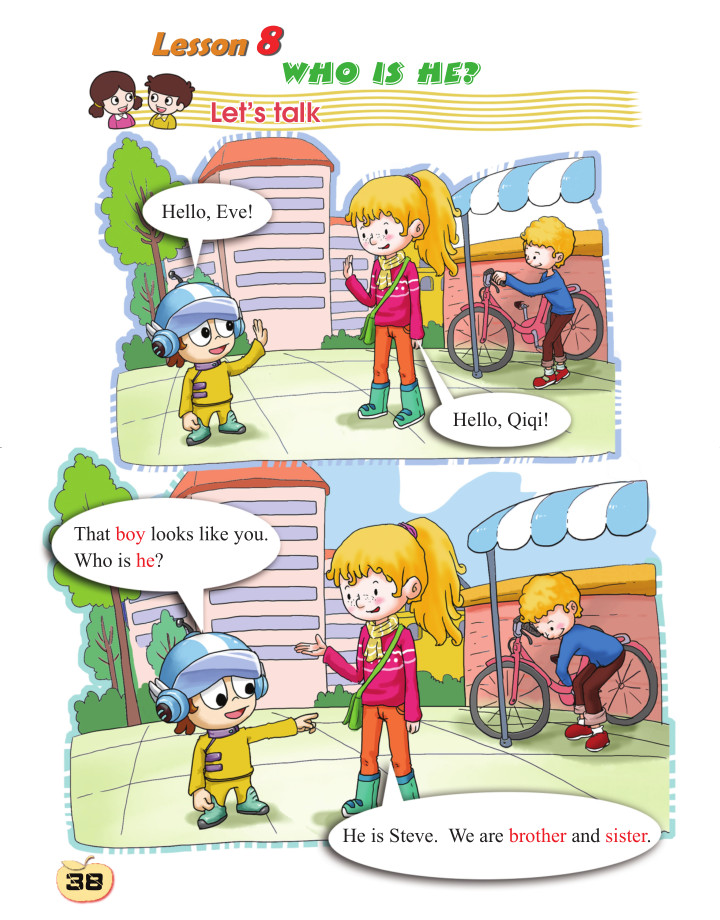 Lesson 8
WHO IS HE?
Let's talk
Hello, Eve!
Hello, Qiqi!
That boy looks like you.
Who is he?
He is Steve.  We are brother and sister.
38